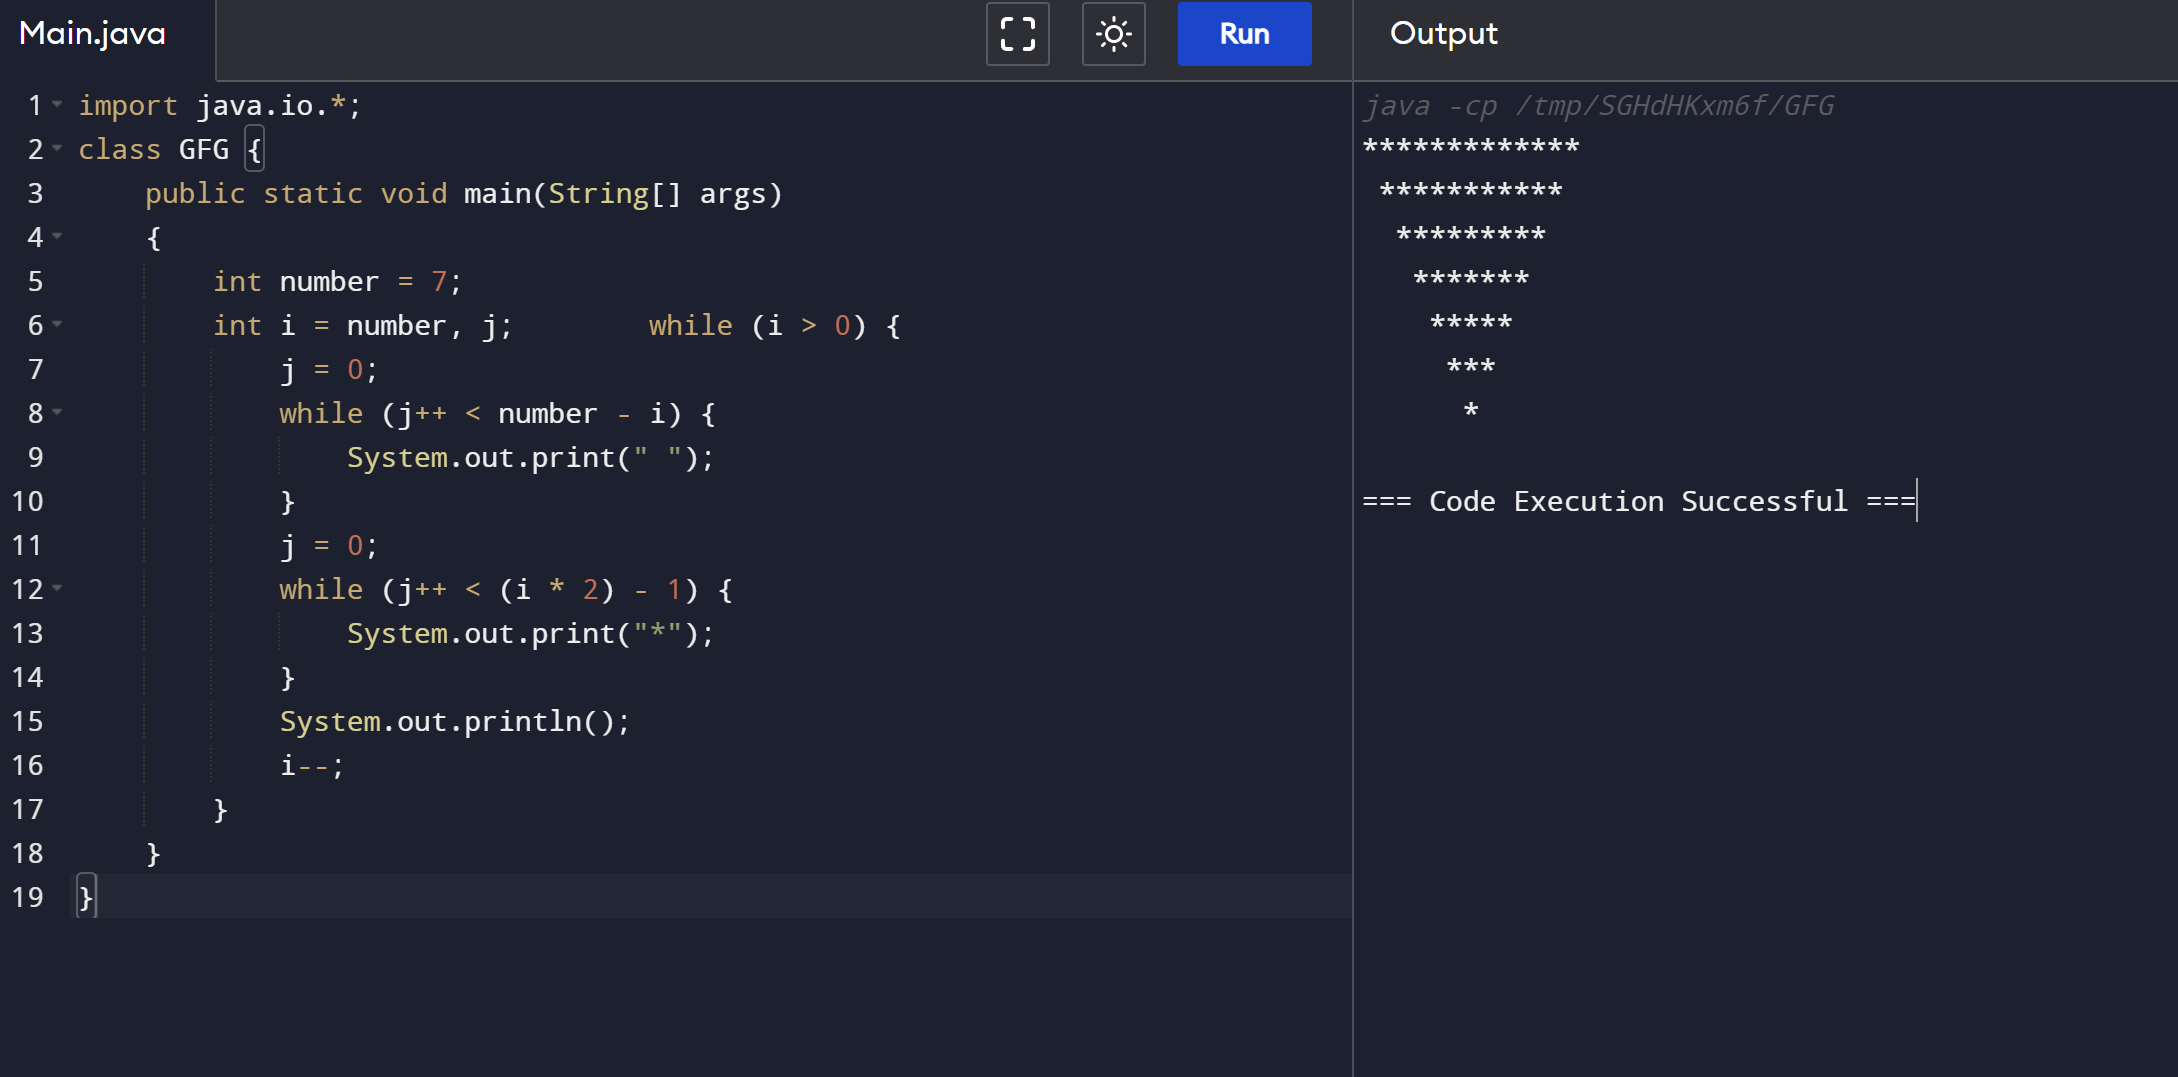 Main.java
Run
Output
1 import java.io.*;
2 class GFG {
3     public static void main(String[] args)
4     {
5         int number = 7;
6         int i = number, j;        while (i > 0) {
7             j = 0;
8             while (j++ < number - i) {
9                 System.out.print(" ");
10             }
11             j = 0;
12             while (j++ < (i * 2) - 1) {
13                 System.out.print("*");
14             }
15             System.out.println();
16             i--;
17         }
18     }
19 }
java -cp /tmp/SGHdHKxm6f/GFG
*************
 ***********
  *********
   *******
    *****
     ***
      *
=== Code Execution Successful ===